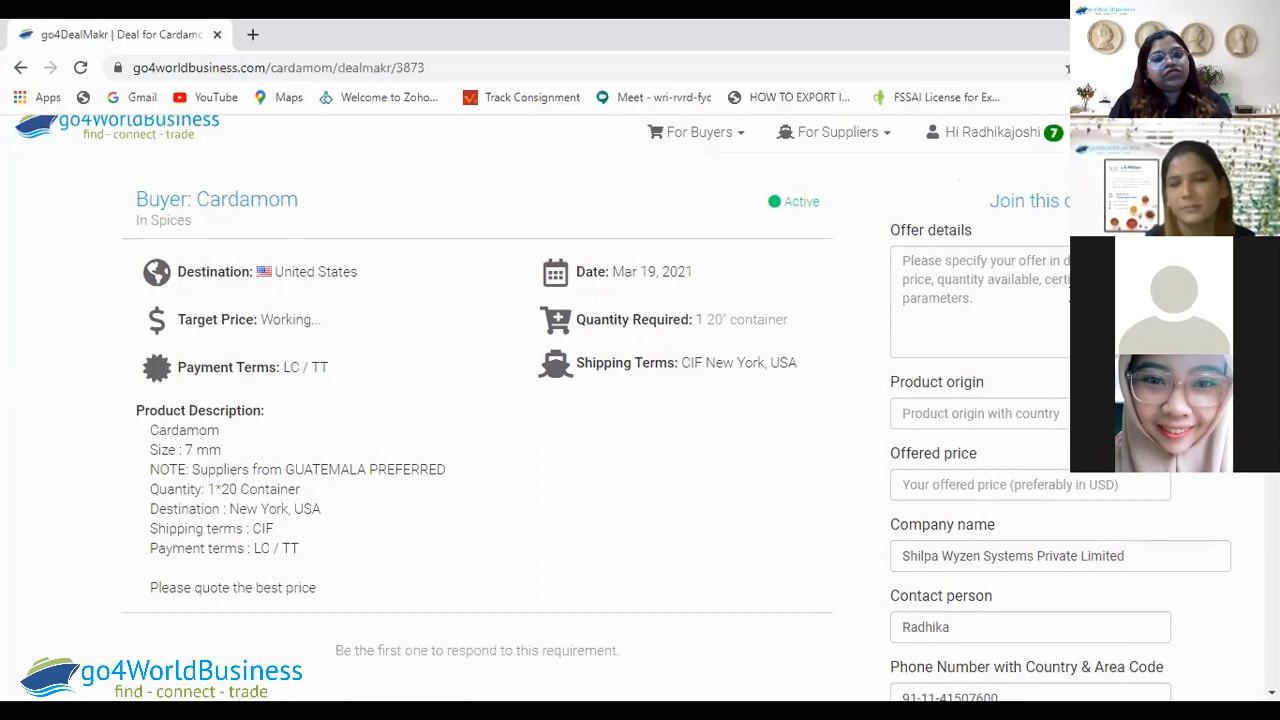 go4DealMakr | Deal for Cardamo
go4worldbusiness.com/cardamom/dealmakr/3873
Apps
Gmail
YouTube
Maps
Welcome to Zoho...
Track Consignment
Meet - wri-rvrd-fyc
HOW TO EXPORT I...
FSSAI License for Ex...
go4WorldBusiness
find - connect - trade
For Buyers
For Suppliers
Hi Radhikajoshi 7
Buyer: Cardamom
In Spices
Active
Destination: United States
Date: Mar 19, 2021
Target Price: Working...
Quantity Required: 1 20" container
Payment Terms: LC / TT
Shipping Terms: CIF New York, USA
Product Description:
Cardamom
Size : 7 mm
NOTE: Suppliers from GUATEMALA PREFERRED
Quantity: 1*20 Container
Destination : New York, USA
Shipping terms : CIF
Payment terms : LC / TT
Please quote the best price
Be the first one to respond to this requirement.
Join this d
Offer details
Please specify your offer in d
price, quantity available, certi
parameters.
Product origin
Product origin with country
Offered price
Your offered price (preferably in USD)
Company name
Shilpa Wyzen Systems Private Limited
Contact person
Radhika
Phone Number with Country & Area Code
91-11-41507600
go4WorldBusiness
find - connect - trade